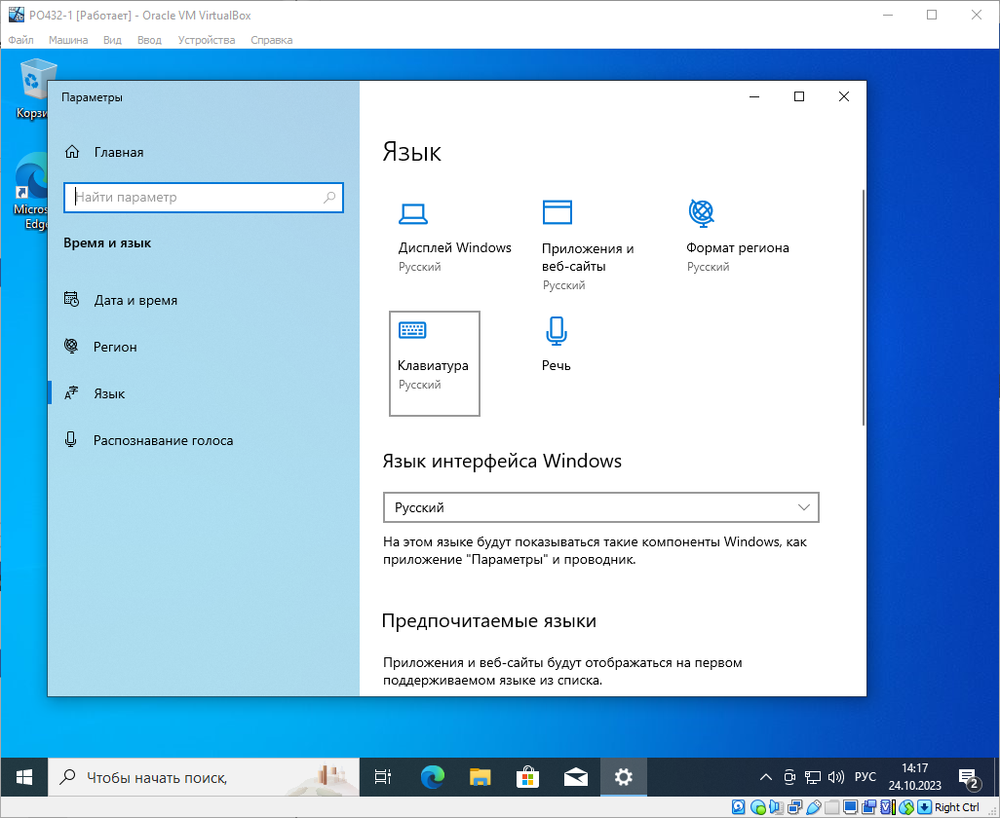 PO432-1 [Работает] - Oracle VM VirtualBox
Файл Машина Вид Ввод Устройства Справка
Параметры
Главная
Найти параметр
Время и язык
Дата и время
Регион
Язык
Распознавание голоса
Язык
Дисплей Windows
Русский
Приложения и
веб-сайты
Русский
Формат региона
Русский
Клавиатура
Русский
Речь
Язык интерфейса Windows
Русский
На этом языке будут показываться такие компоненты Windows, как
приложение "Параметры" и проводник.
Предпочитаемые языки
Приложения и веб-сайты будут отображаться на первом
поддерживаемом языке из списка.
Корзи
Micros
Edge
Чтобы начать поиск,
РУС
14:17
24.10.2023
2
Right Ctrl